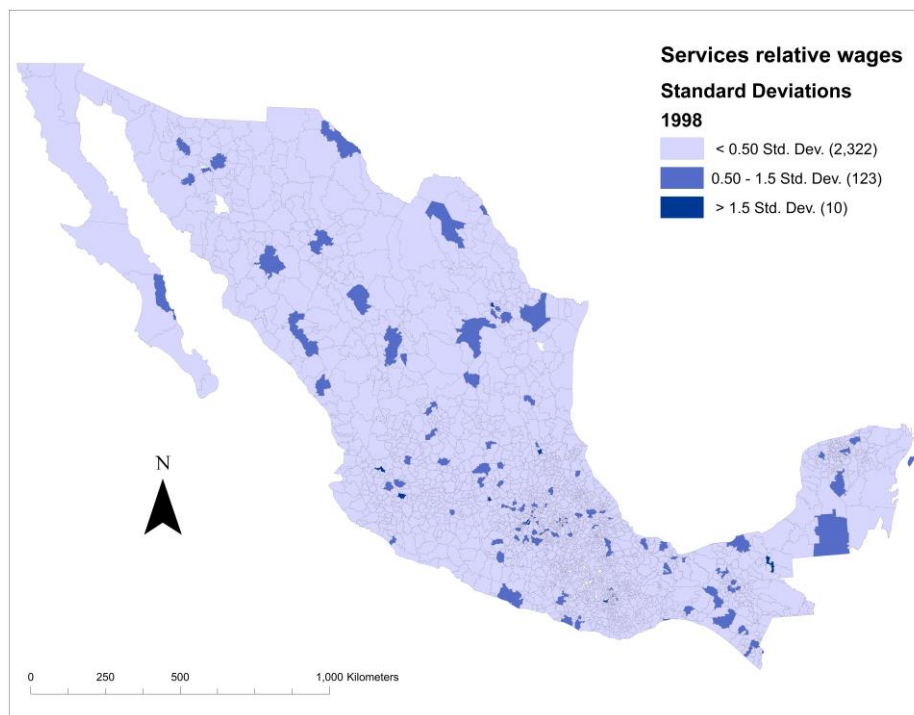 Services relative wages
Standard Deviations
1998
< 0.50 Std. Dev. (2,322)
0.50 - 1.5 Std. Dev. (123)
> 1.5 Std. Dev. (10)
N
0 250 500 1,000 Kilometers